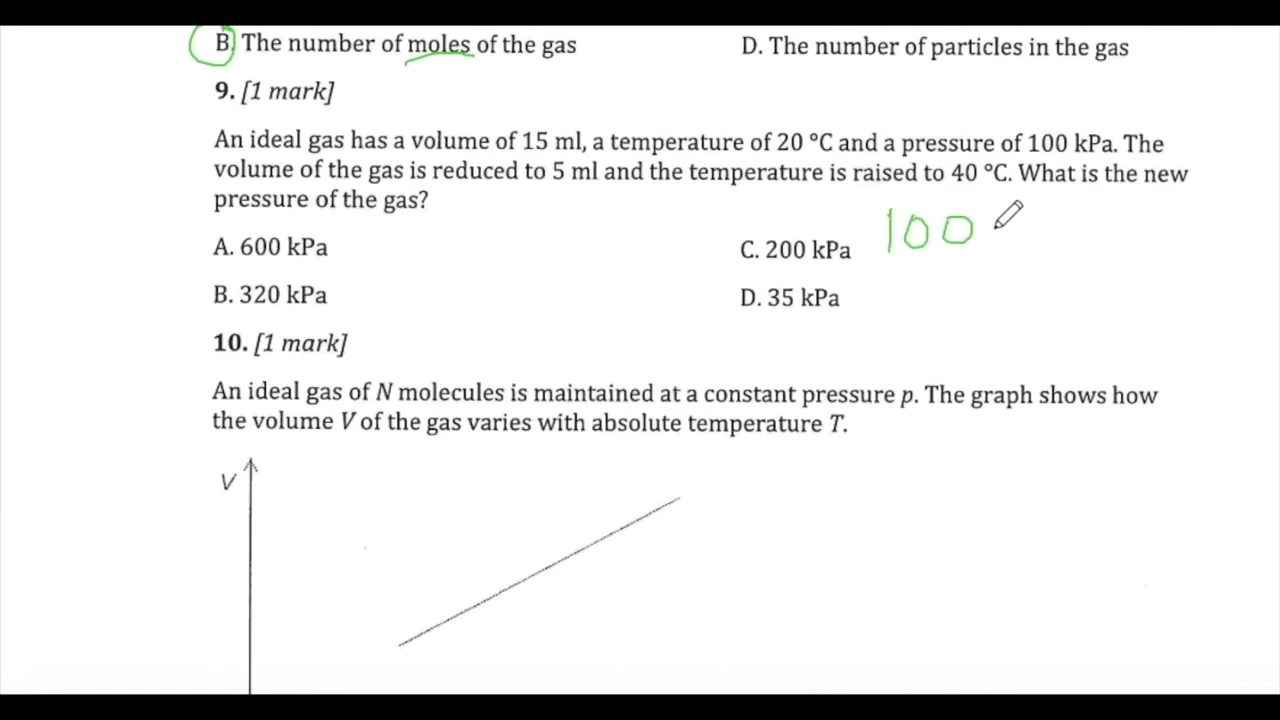 B. The number of moles of the gas
D. The number of particles in the gas
9. [1 mark]
An ideal gas has a volume of 15 ml, a temperature of 20 °C and a pressure of 100 kPa. The
volume of the gas is reduced to 5 ml and the temperature is raised to 40 °C. What is the new
pressure of the gas?
100
A. 600 kPa
C. 200 kPa
B. 320 kPa
D. 35 kPa
10. [1 mark]
An ideal gas of N molecules is maintained at a constant pressure p. The graph shows how
the volume V of the gas varies with absolute temperature T.
V